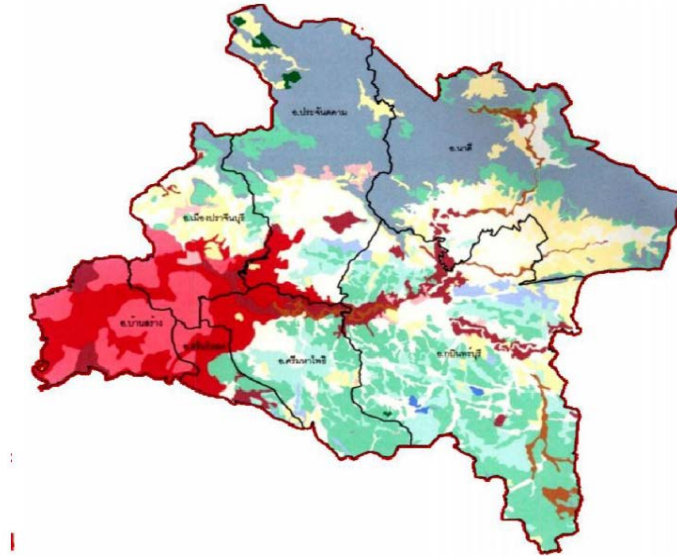 อ.ประจันตคาม
อ.นาดี
อ.เมืองปราจีนบุรี
อ.บ้านสร้าง
อ.ศรีมหาโพธิ
อ.กบินทร์บุรี